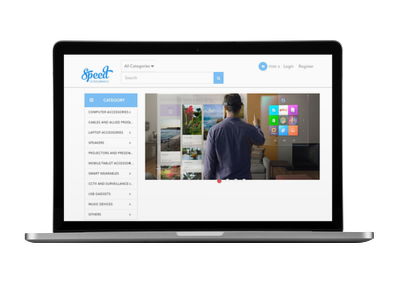 Speed
All Categories
Login Register
Search
CATEGORY
COMPUTER ACCESSORIES
CABLES AND ALLIED PROD...
LAPTOP ACCESSORIES
SPEAKERS
PROJECTORS AND PRESEN...
MOBILE/TABLET ACCESSOR
SMART WEARABLES
CCTV AND SURVEILLANCE...
USB GADGETS
MUSIC DEVICES
OTHERS